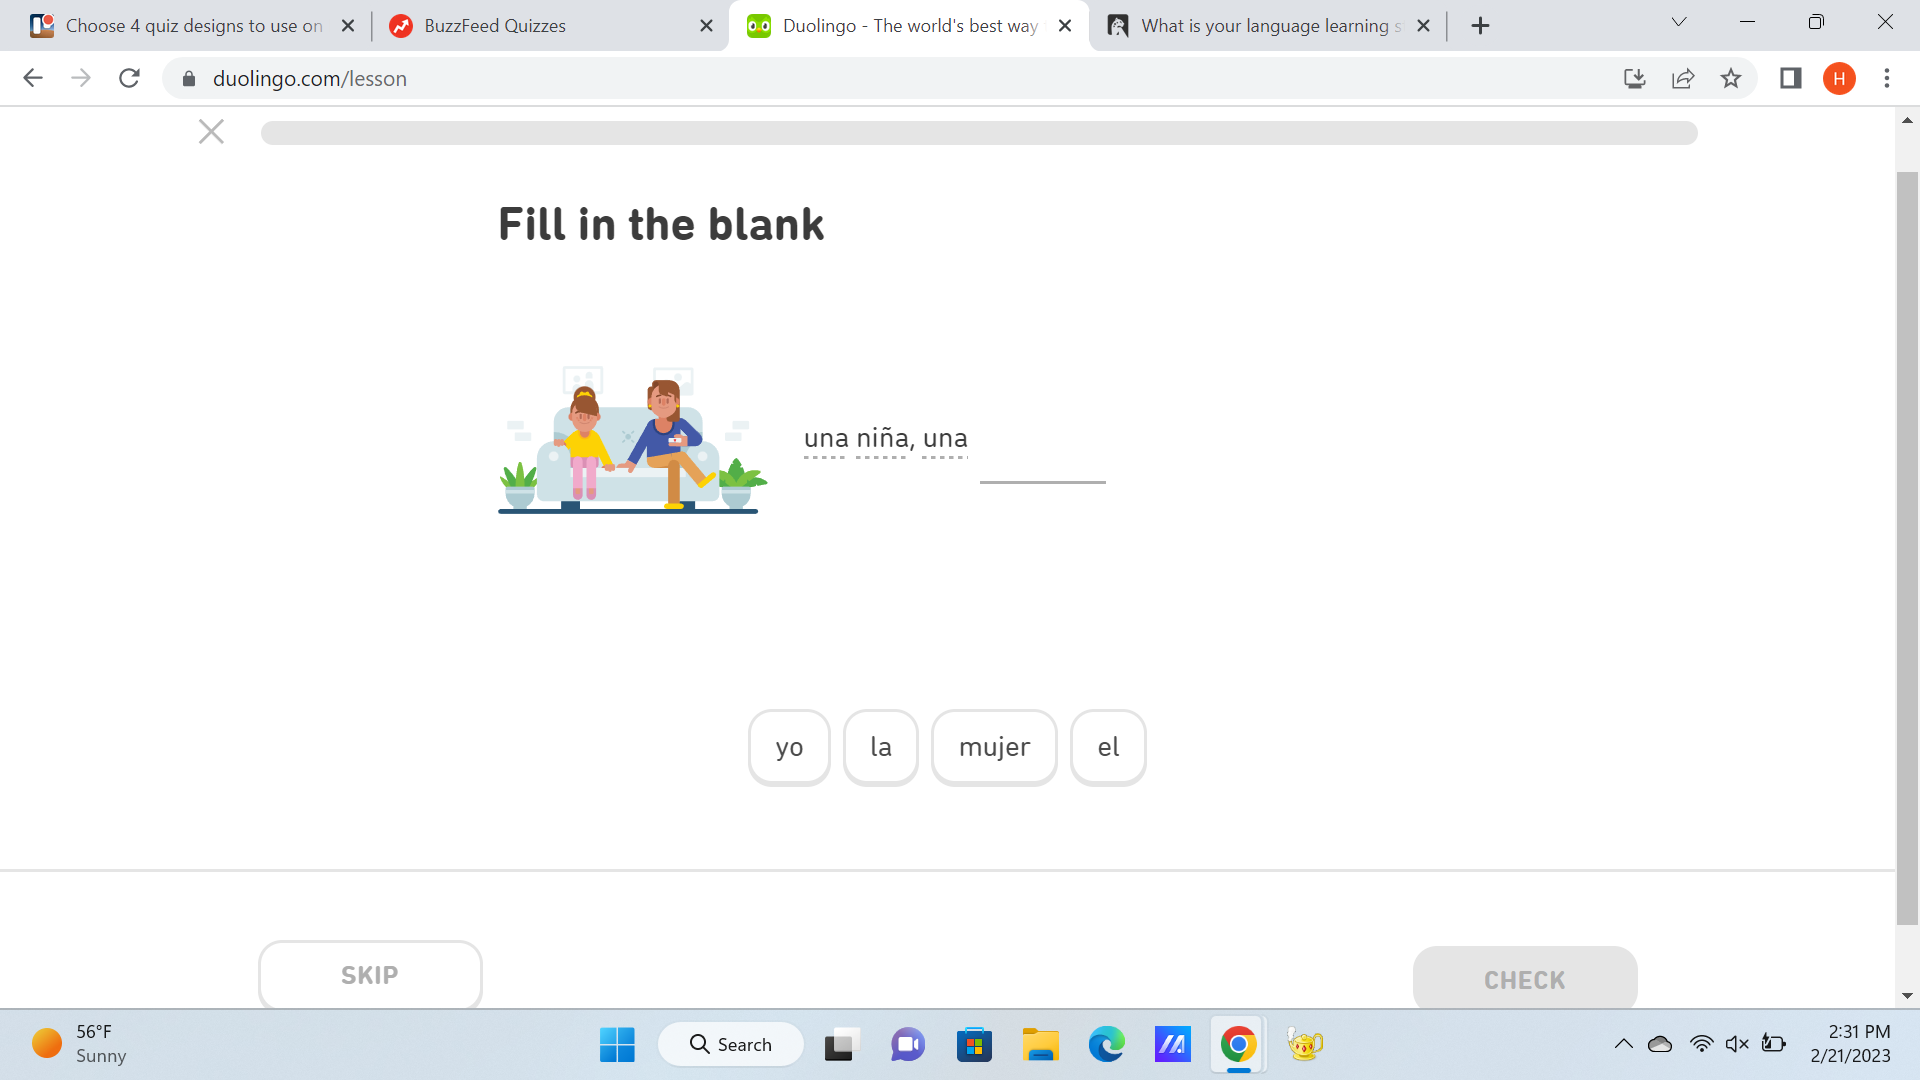 Choose 4 quiz designs to use on
BuzzFeed Quizzes
Duolingo - The world's best way
What is your language learning s
duolingo.com/lesson
H
Fill in the blank
una niña, una
yo
la
mujer
el
SKIP
CHECK
56°F
Sunny
Search
2:31 PM
2/21/2023